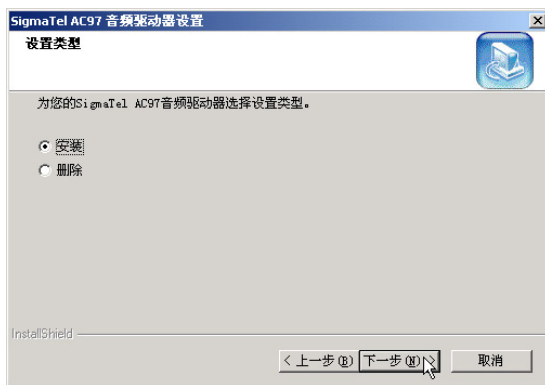 SigmaTel AC97 音频驱动器设置
设置类型
为您的SigmaTel AC97音频驱动器选择设置类型。
安装
删除
InstallShield
< 上一步(B)
下一步(N) >
取消